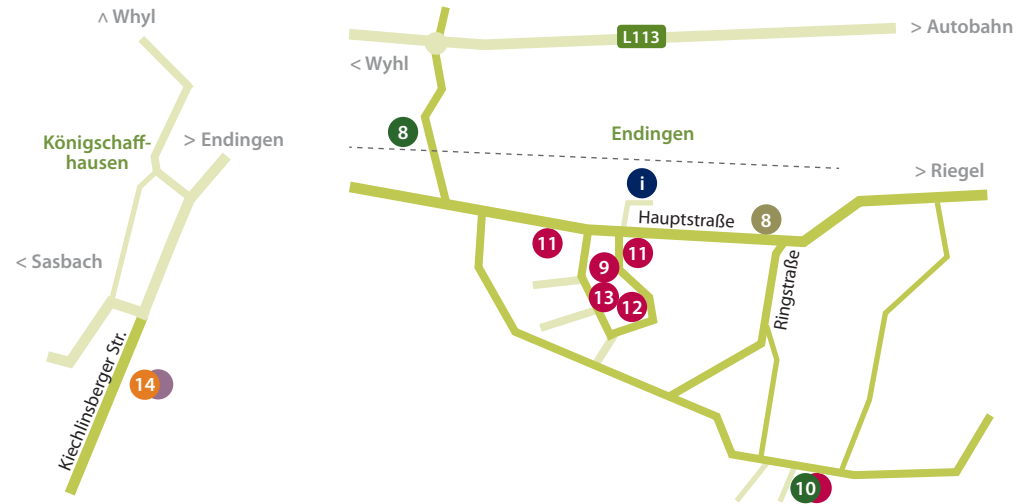 ˄ Whyl
Königschaff-
hausen
> Endingen
< Sasbach
Kiechlinsberger Str.
14
L113
> Autobahn
< Wyhl
8
Endingen
> Riegel
i
Hauptstraße
8
11
11
9
13
12
Ringstraße
10